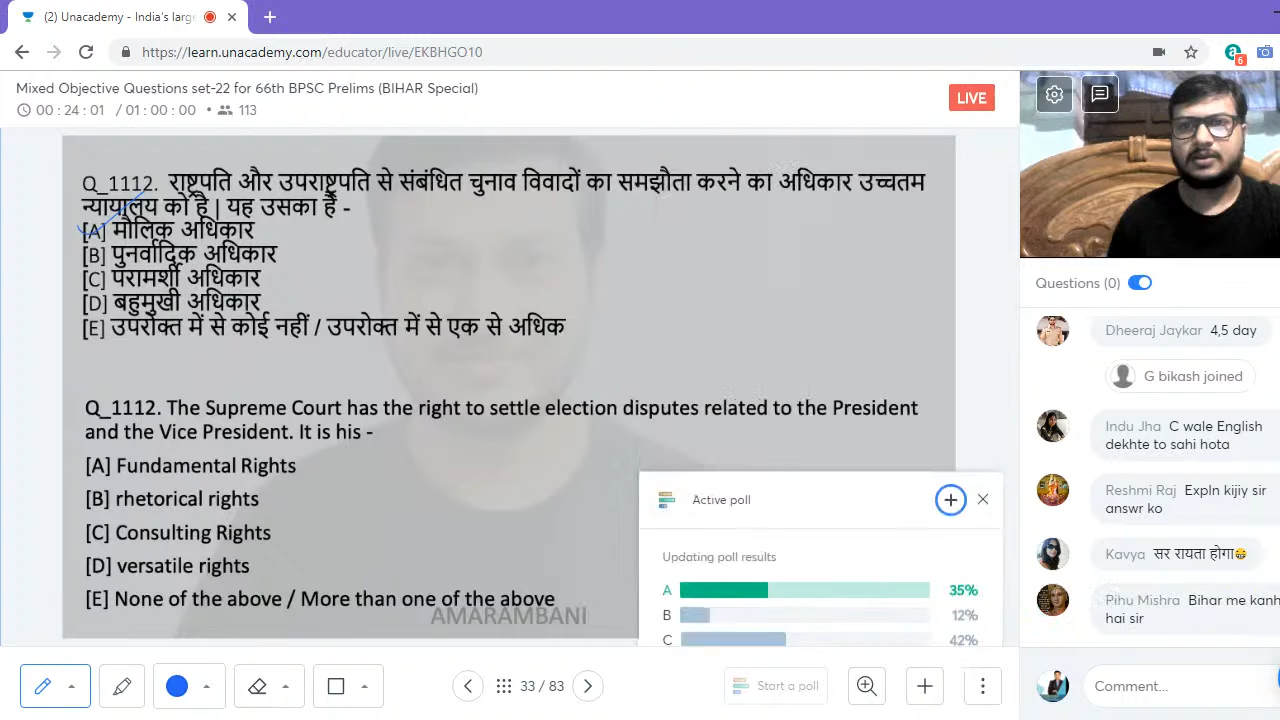 (2) Unacademy - India's larg
https://learn.unacademy.com/educator/live/EKBHGO10
6
Mixed Objective Questions set-22 for 66th BPSC Prelims (BIHAR Special)
00 : 24 : 01 / 01 : 00 : 00 • 113
LIVE
Q_1112. राष्ट्रपति और उपराष्ट्रपति से संबंधित चुनाव विवादों का समझौता करने का अधिकार उच्चतम
न्यायालय को है | यह उसका है -
[A] मौलिक अधिकार
[B] पुनर्वादिक अधिकार
[C] परामर्शी अधिकार
[D] बहुमुखी अधिकार
[E] उपरोक्त में से कोई नहीं / उपरोक्त में से एक से अधिक
Q_1112. The Supreme Court has the right to settle election disputes related to the President
and the Vice President. It is his -
[A] Fundamental Rights
[B] rhetorical rights
[C] Consulting Rights
[D] versatile rights
[E] None of the above / More than one of the above
AMARAMBANI
Active poll
Updating poll results
A 35%
B 12%
C 42%
Questions (0)
Dheeraj Jaykar 4,5 day
G bikash joined
Indu Jha C wale English
dekhte to sahi hota
Reshmi Raj Expln kijiy sir
answr ko
Kavya सर रायता होगा😁
Pihu Mishra Bihar me kanh
hai sir
33 / 83
Start a poll
Comment...